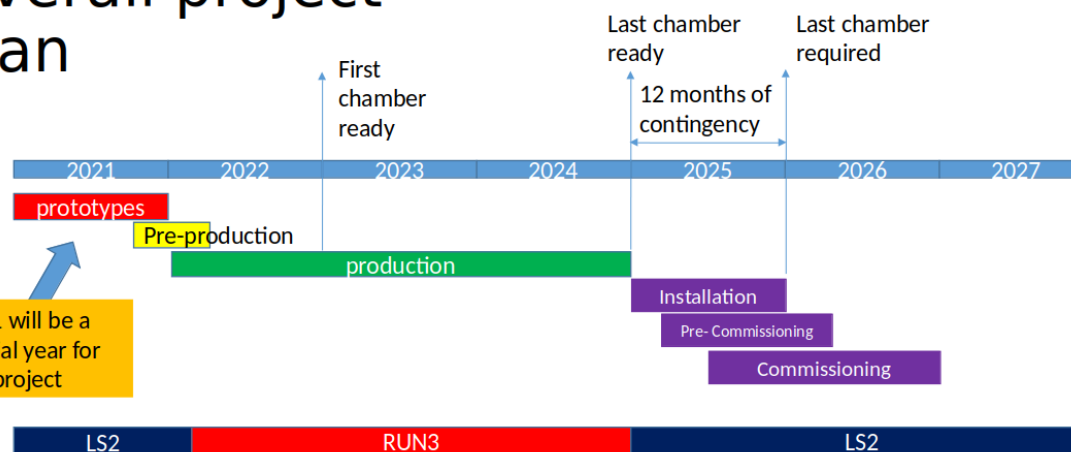 verall project
an
Last chamber
ready
Last chamber
required
First
chamber
ready
12 months of
contingency
2021 2022 2023 2024 2025 2026 2027
prototypes
Pre-production
production
Installation
Pre- Commissioning
Commissioning
will be a
al year for
project
LS2 RUN3 LS2